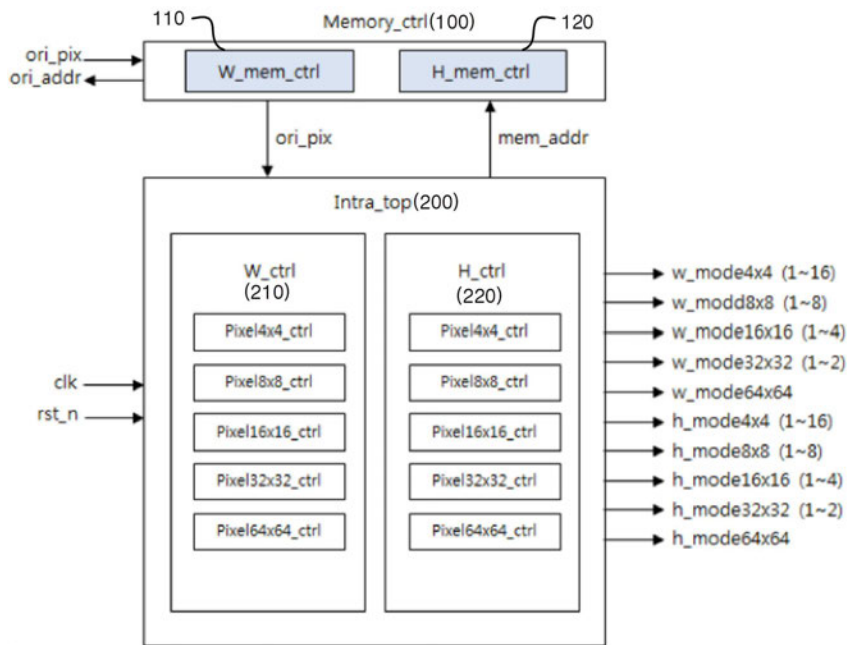 110
Memory_ctrl(100)
120
ori_pix
ori_addr
W_mem_ctrl
H_mem_ctrl
ori_pix
mem_addr
Intra_top(200)
W_ctrl
(210)
Pixel4x4_ctrl
Pixel8x8_ctrl
Pixel16x16_ctrl
Pixel32x32_ctrl
Pixel64x64_ctrl
H_ctrl
(220)
Pixel4x4_ctrl
Pixel8x8_ctrl
Pixel16x16_ctrl
Pixel32x32_ctrl
Pixel64x64_ctrl
clk
rst_n
w_mode4x4 (1~16)
w_modd8x8 (1~8)
w_mode16x16 (1~4)
w_mode32x32 (1~2)
w_mode64x64
h_mode4x4 (1~16)
h_mode8x8 (1~8)
h_mode16x16 (1~4)
h_mode32x32 (1~2)
h_mode64x64